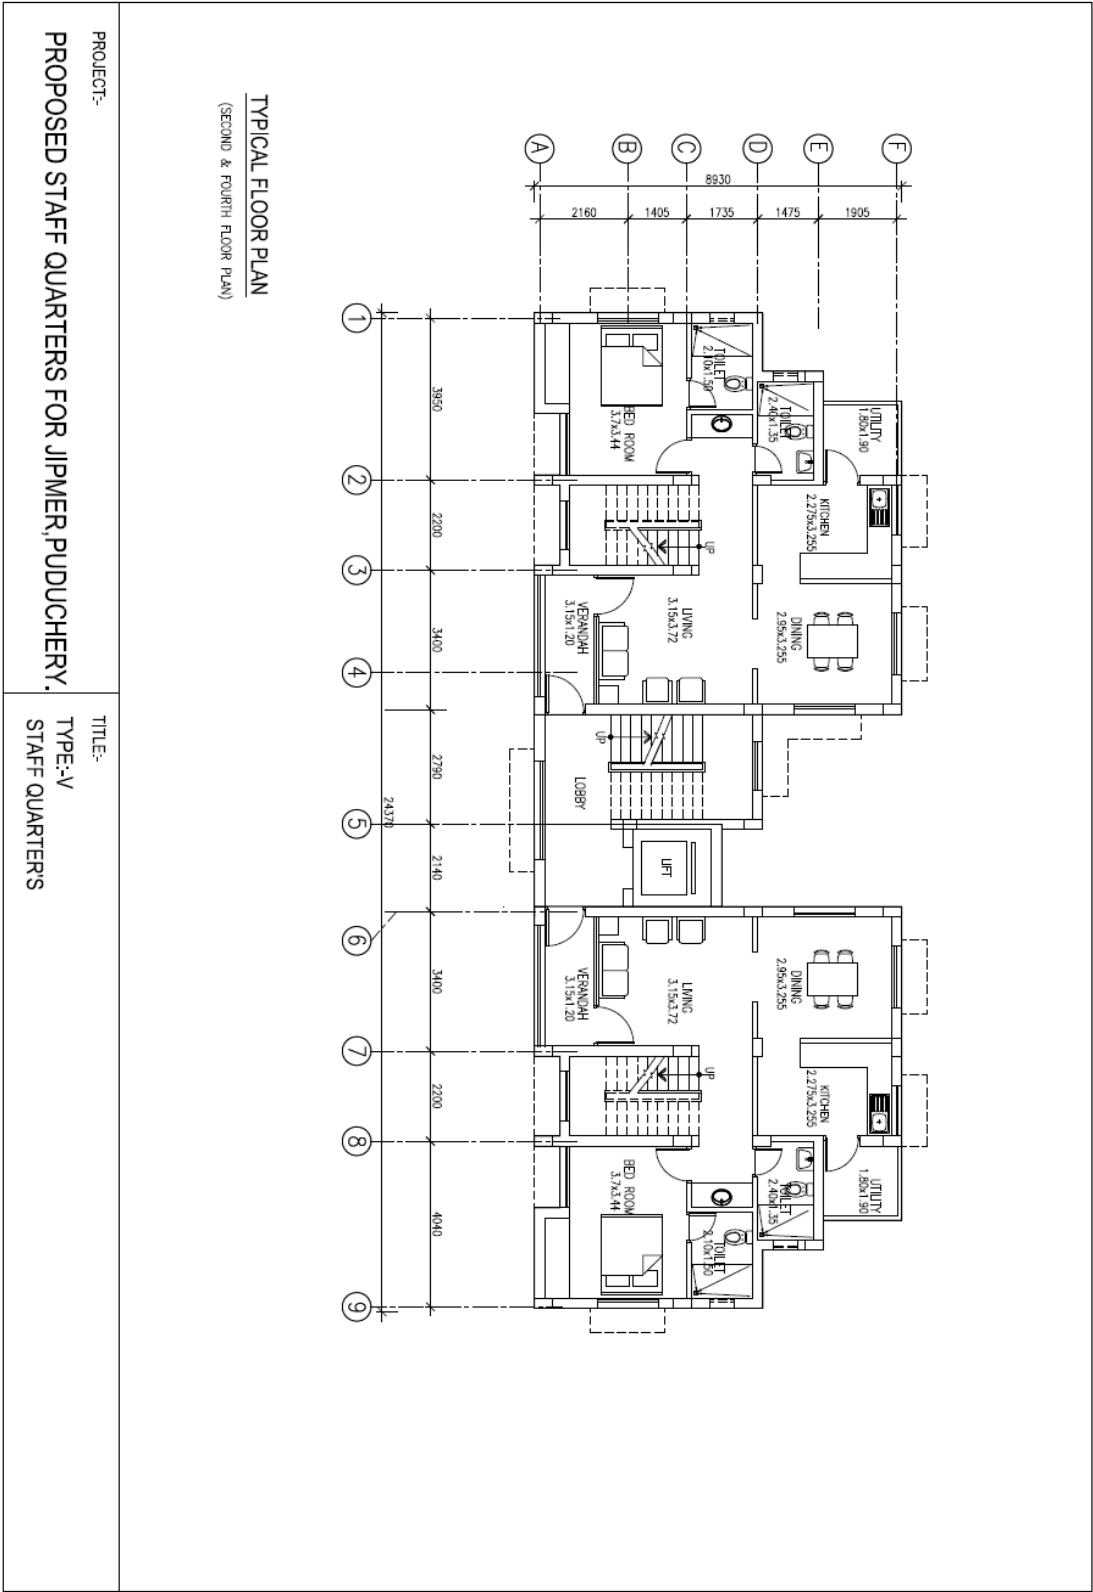 PROJECT:-
PROPOSED STAFF QUARTERS FOR JIPMER,PUDUCHERY.
TITLE:-
TYPE:-V
STAFF QUARTER'S
TYPICAL FLOOR PLAN
(SECOND & FOURTH FLOOR PLAN)
F
E
D
C
B
A
8930
1905
1475
1735
1405
2160
UTILITY
1.80x1.90
KITCHEN
2.275x3.255
DINING
2.95x3.255
DINING
2.95x3.255
KITCHEN
2.275x3.255
UTILITY
1.80x1.90
TOILET
2.40x1.35
TOILET
2.40x1.35
TOILET
2.10x1.50
TOILET
2.10x1.50
UP
UP
LIVING
3.15x3.72
LIFT
LIVING
3.15x3.72
BED ROOM
3.7x3.44
BED ROOM
3.7x3.44
UP
VERANDAH
3.15x1.20
LOBBY
VERANDAH
3.15x1.20
3950
2200
3400
2790
2140
3400
2200
4040
24370
1
2
3
4
5
6
7
8
9